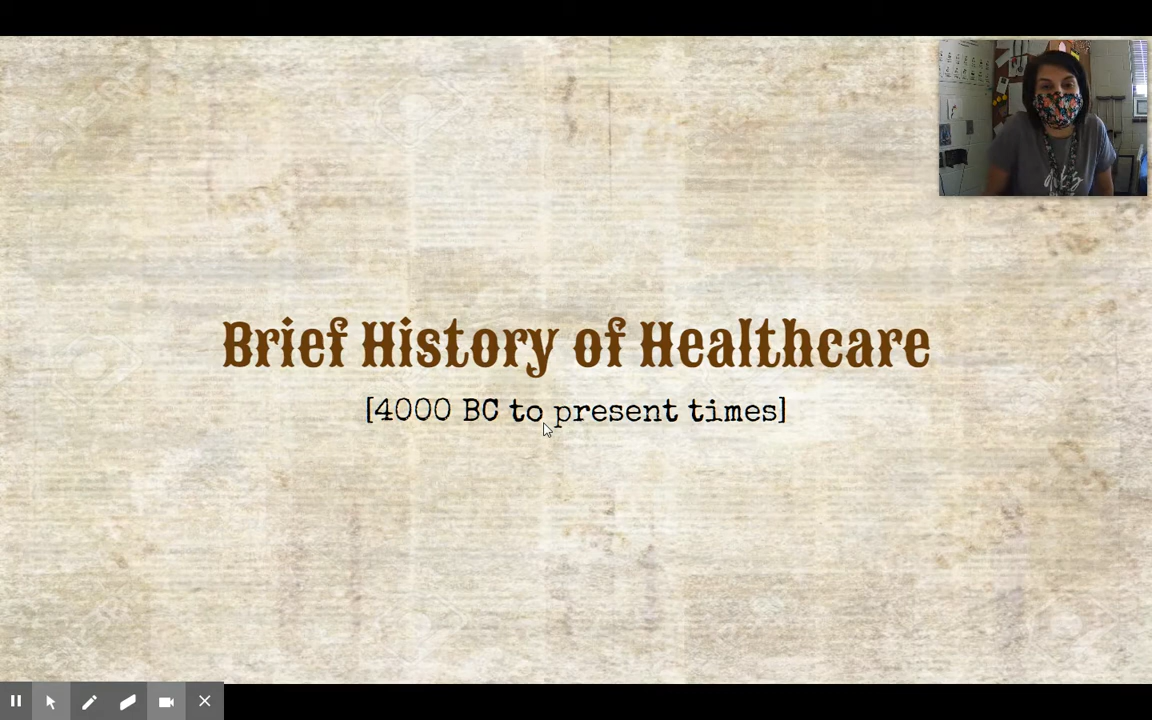 Brief History of Healthcare
[4000 BC to present times]